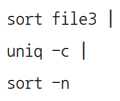 sort file3 |
uniq -c |
sort -n